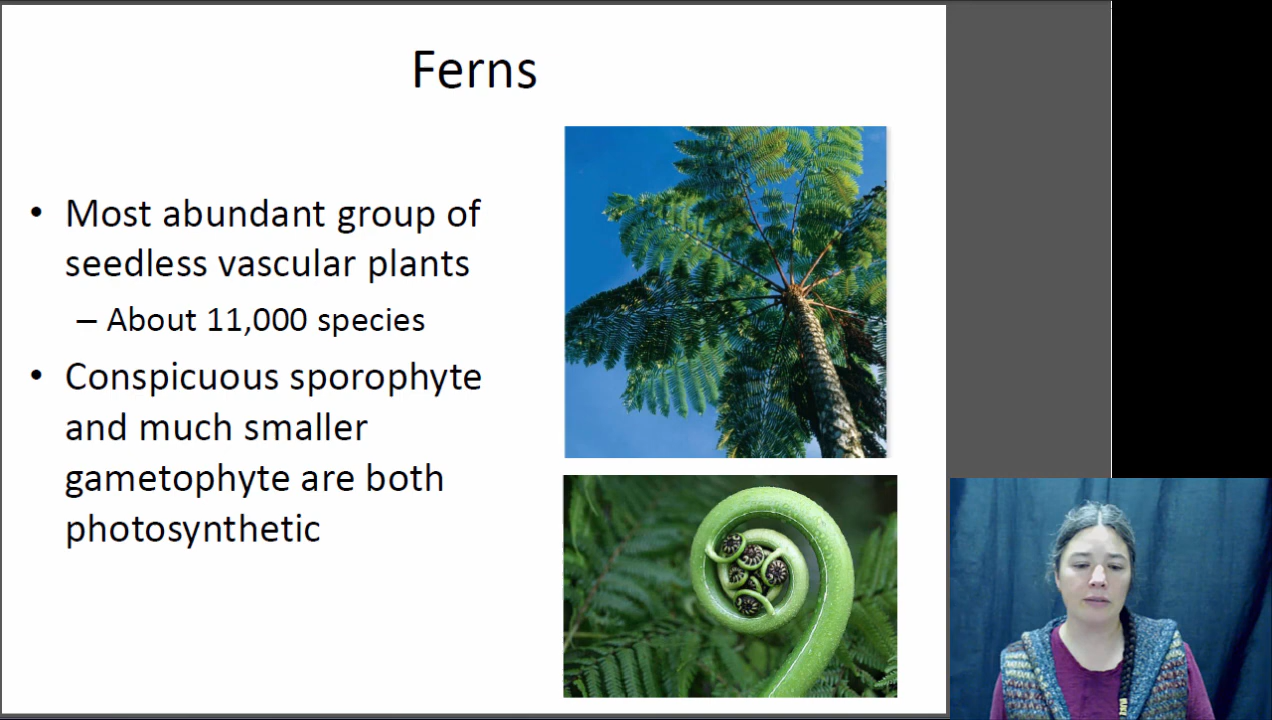 Ferns
• Most abundant group of
seedless vascular plants
– About 11,000 species
• Conspicuous sporophyte
and much smaller
gametophyte are both
photosynthetic